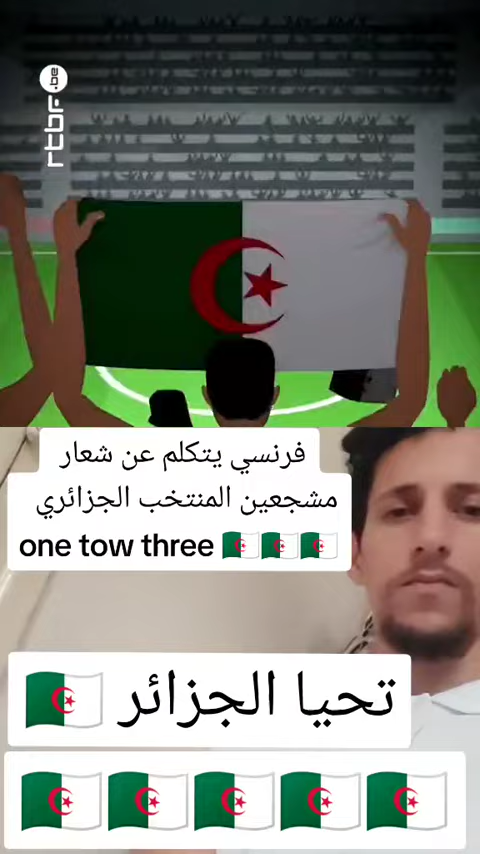 rtbf.be
فرنسي يتكلم عن شعار
مشجعين المنتخب الجزائري
one tow three 🇩🇿🇩🇿🇩🇿
تحيا الجزائر 🇩🇿
🇩🇿🇩🇿🇩🇿🇩🇿🇩🇿